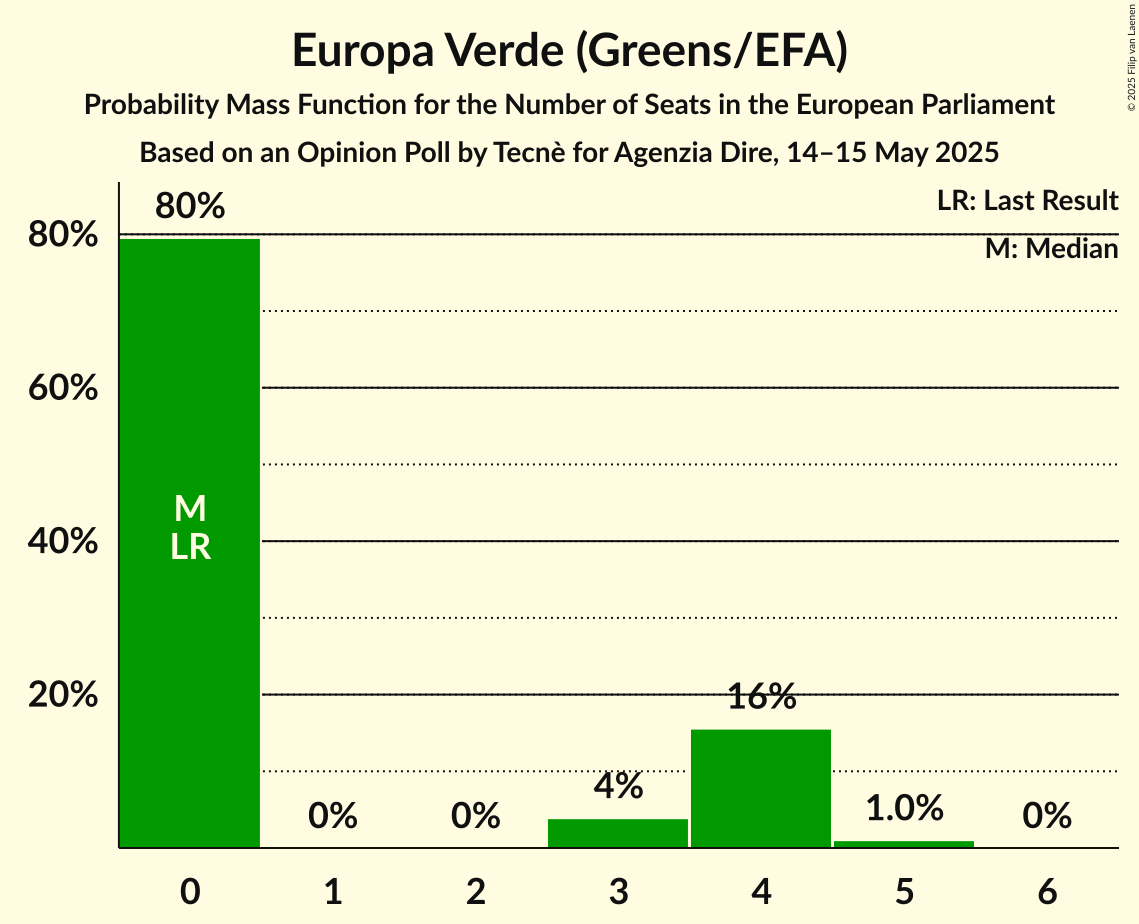 Europa Verde (Greens/EFA)
Probability Mass Function for the Number of Seats in the European Parliament
Based on an Opinion Poll by Tecnè for Agenzia Dire, 14–15 May 2025
© 2025 Filip van Laenen
LR: Last Result
M: Median
80%
80%
60%
40%
20%
M
LR
0%
0%
4%
16%
1.0%
0%
0 1 2 3 4 5 6